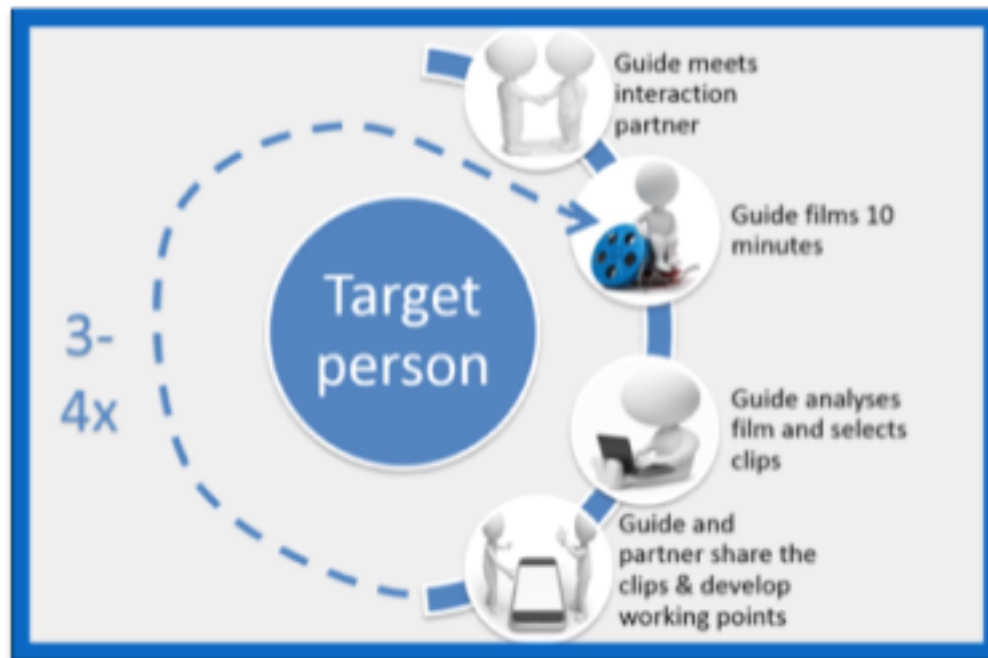 Guide meets
interaction
partner
Guide films 10
minutes
Target
person
3-
4x
Guide analyses
film and selects
clips
Guide and
partner share the
clips & develop
working points